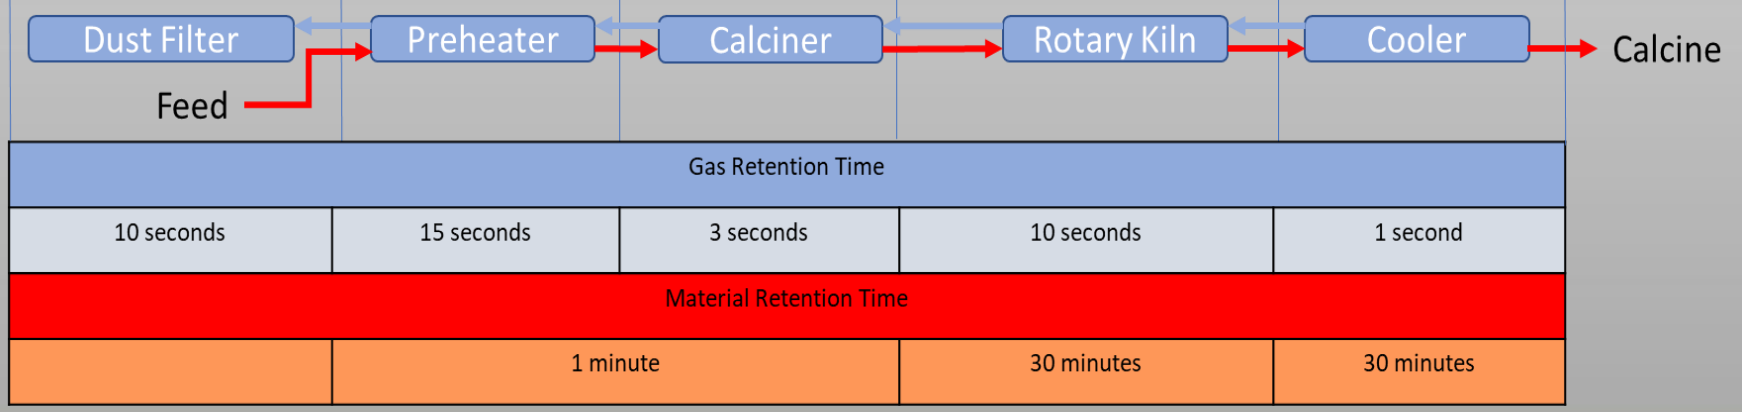 Dust Filter
Preheater
Calciner
Rotary Kiln
Cooler
Calcine
Feed
Gas Retention Time
10 seconds
15 seconds
3 seconds
10 seconds
1 second
Material Retention Time
1 minute
30 minutes
30 minutes